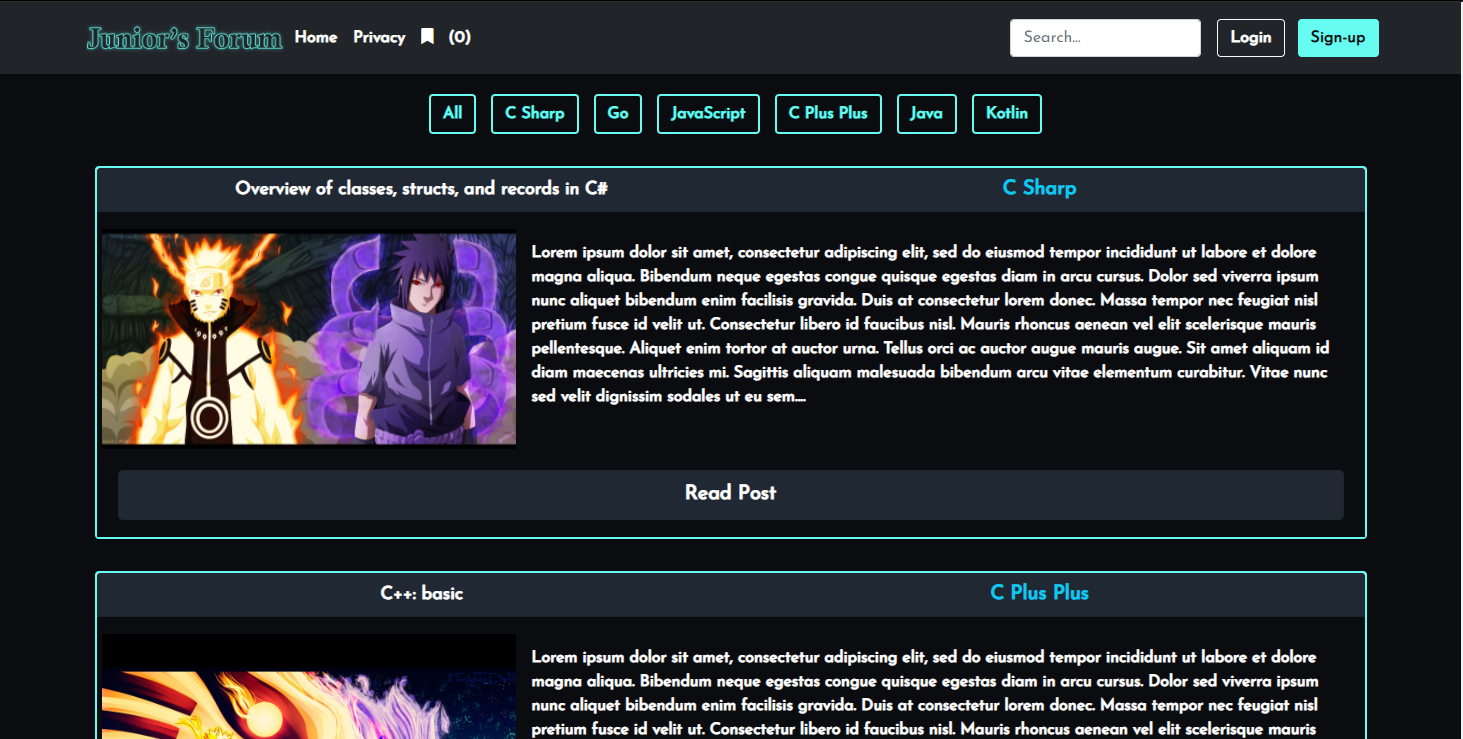 Junior's Forum Home Privacy (0) Search... Login Sign-up
All C Sharp Go JavaScript C Plus Plus Java Kotlin
Overview of classes, structs, and records in C# C Sharp
Lorem ipsum dolor sit amet, consectetur adipiscing elit, sed do eiusmod tempor incididunt ut labore et dolore
magna aliqua. Bibendum neque egestas congue quisque egestas diam in arcu cursus. Dolor sed viverra ipsum
nunc aliquet bibendum enim facilisis gravida. Duis at consectetur lorem donec. Massa tempor nec feugiat nisl
pretium fusce id velit ut. Consectetur libero id faucibus nisl. Mauris rhoncus aenean vel elit scelerisque mauris
pellentesque. Aliquet enim tortor at auctor urna. Tellus orci ac auctor augue mauris augue. Sit amet aliquam id
diam maecenas ultricies mi. Sagittis aliquam malesuada bibendum arcu vitae elementum curabitur. Vitae nunc
sed velit dignissim sodales ut eu sem....
Read Post
C++: basic C Plus Plus
Lorem ipsum dolor sit amet, consectetur adipiscing elit, sed do eiusmod tempor incididunt ut labore et dolore
magna aliqua. Bibendum neque egestas congue quisque egestas diam in arcu cursus. Dolor sed viverra ipsum
nunc aliquet bibendum enim facilisis gravida. Duis at consectetur lorem donec. Massa tempor nec feugiat nisl
pretium fusce id velit ut. Consectetur libero id faucibus nisl. Mauris rhoncus aenean vel elit scelerisque mauris